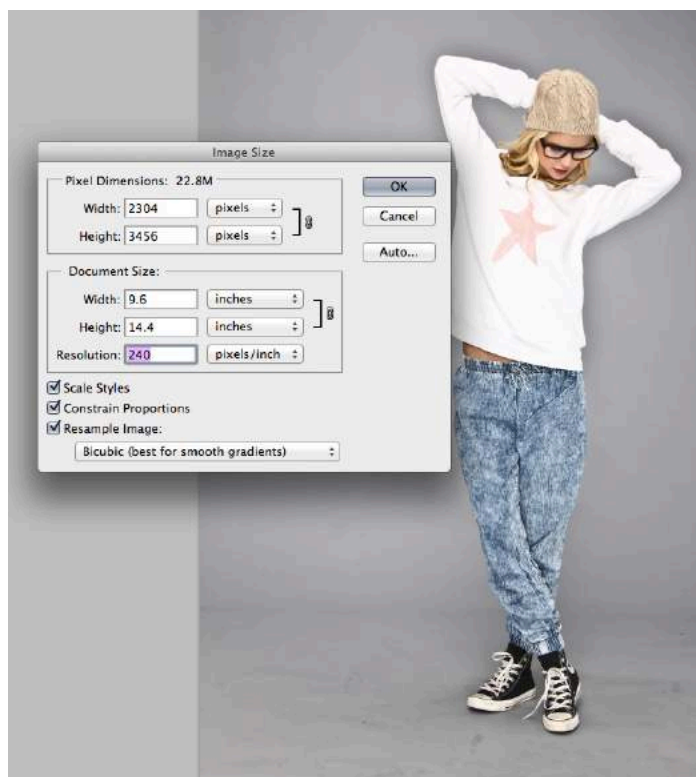 Image Size
Pixel Dimensions: 22.8M
Width: 2304 pixels
Height: 3456 pixels
Document Size:
Width: 9.6 inches
Height: 14.4 inches
Resolution: 240 pixels/inch
Scale Styles
Constrain Proportions
Resample Image:
Bicubic (best for smooth gradients)
OK
Cancel
Auto...